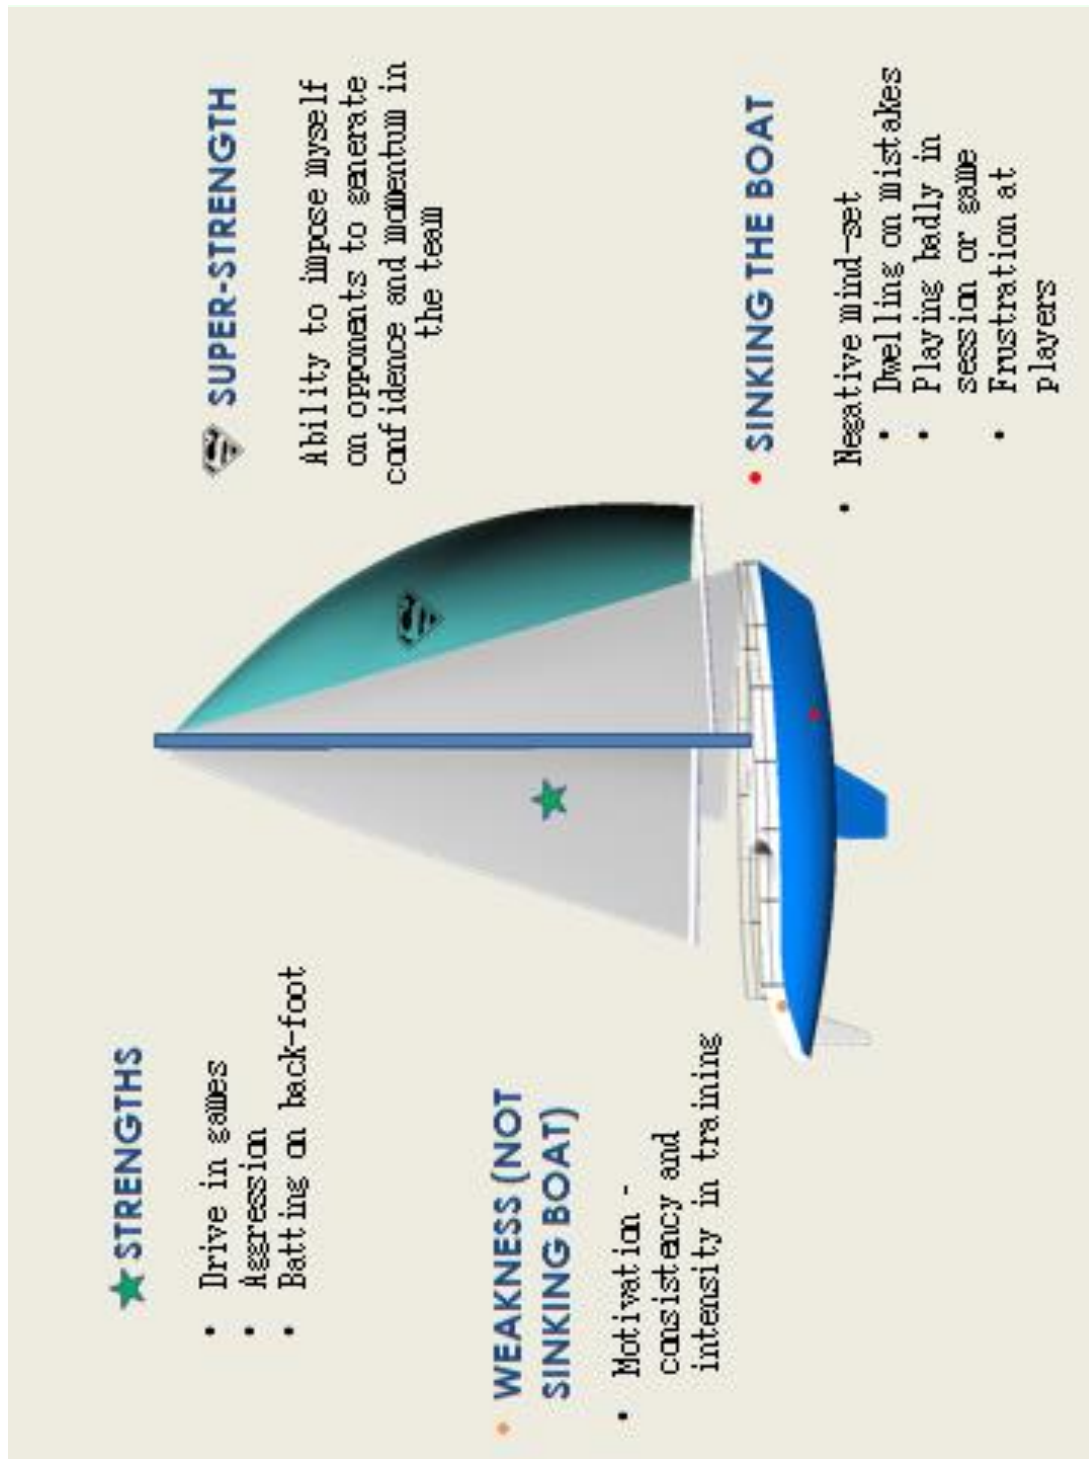 STRENGTHS
• Drive in games
• Aggression
• Batting on back-foot
SUPER-STRENGTH
Ability to impose myself
on opponents to generate
confidence and momentum in
the team
• WEAKNESS (NOT
SINKING BOAT)
• Motivation -
consistency and
intensity in training
• SINKING THE BOAT
• Negative mind-set
• Dwelling on mistakes
• Playing badly in
session or game
• Frustration at
players